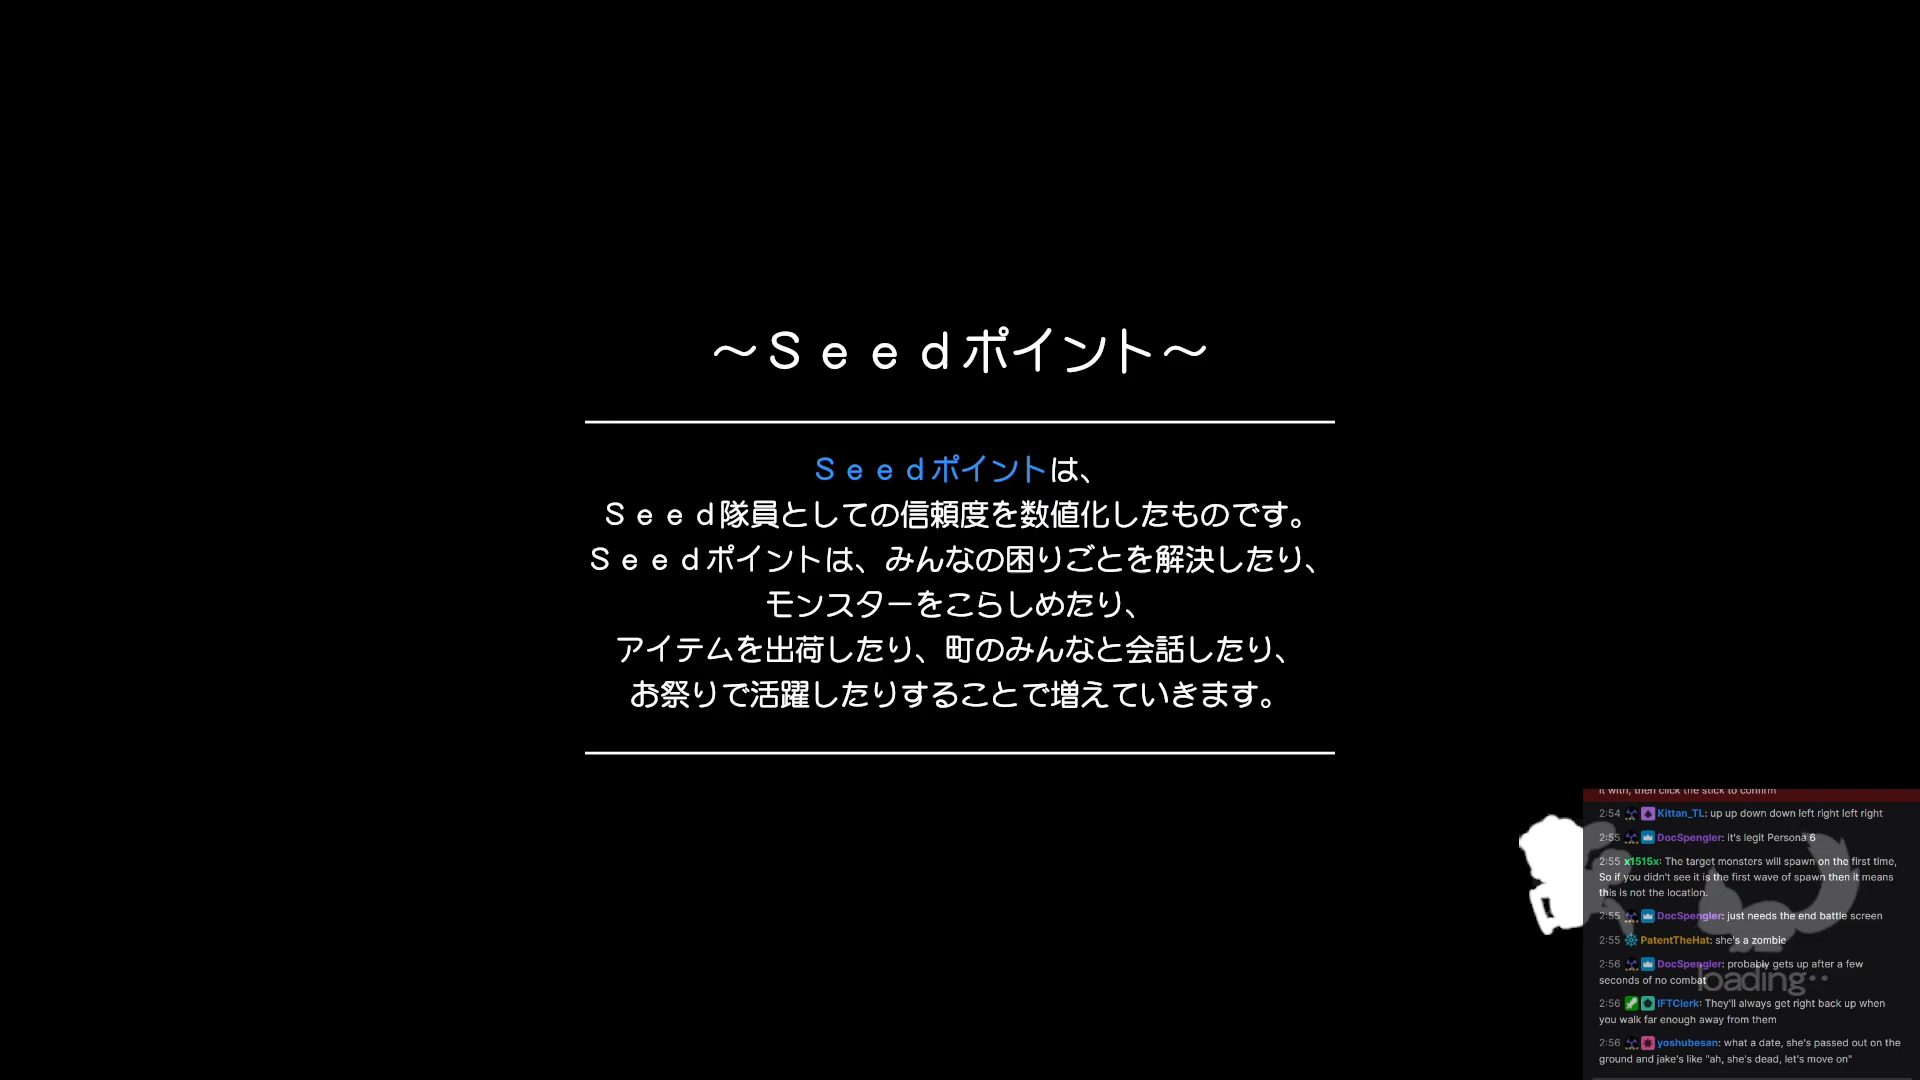 ～Ｓｅｅｄポイント～
Ｓｅｅｄポイントは、
Ｓｅｅｄ隊員としての信頼度を数値化したものです。
Ｓｅｅｄポイントは、みんなの困りごとを解決したり、
モンスターをこらしめたり、
アイテムを出荷したり、町のみんなと会話したり、
お祭りで活躍したりすることで増えていきます。
it with, then click the stick to confirm
2:54 Kittan_TL: up up down down left right left right
2:55 DocSpengler: it's legit Persona 6
2:55 x1515x: The target monsters will spawn on the first time,
So if you didn't see it is the first wave of spawn then it means
this is not the location.
2:55 DocSpengler: just needs the end battle screen
2:55 PatentTheHat: she's a zombie
2:56 DocSpengler: probably gets up after a few
seconds of no combat
loading··
2:56 IFTClerk: They'll always get right back up when
you walk far enough away from them
2:56 yoshubesan: what a date, she's passed out on the
ground and jake's like "ah, she's dead, let's move on"